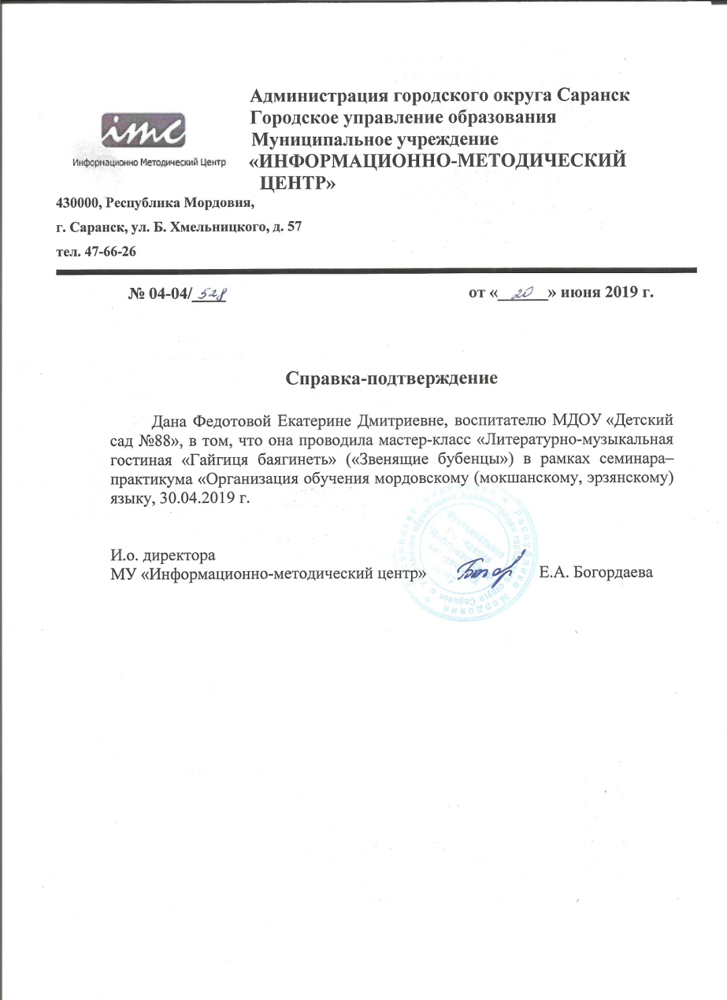 Администрация городского округа Саранск
Городское управление образования
Муниципальное учреждение
«ИНФОРМАЦИОННО-МЕТОДИЧЕСКИЙ
ЦЕНТР»
imc
Информационно Методический Центр
430000, Республика Мордовия,
г. Саранск, ул. Б. Хмельницкого, д. 57
тел. 47-66-26
№ 04-04/ 528 от « 20 » июня 2019 г.
Справка-подтверждение
Дана Федотовой Екатерине Дмитриевне, воспитателю МДОУ «Детский
сад №88», в том, что она проводила мастер-класс «Литературно-музыкальная
гостиная «Гайгиця баягинеть» («Звенящие бубенцы») в рамках семинара–
практикума «Организация обучения мордовскому (мокшанскому, эрзянскому)
языку, 30.04.2019 г.
И.о. директора
МУ «Информационно-методический центр» Е.А. Богордаева
Республика Мордовия
Муниципальное